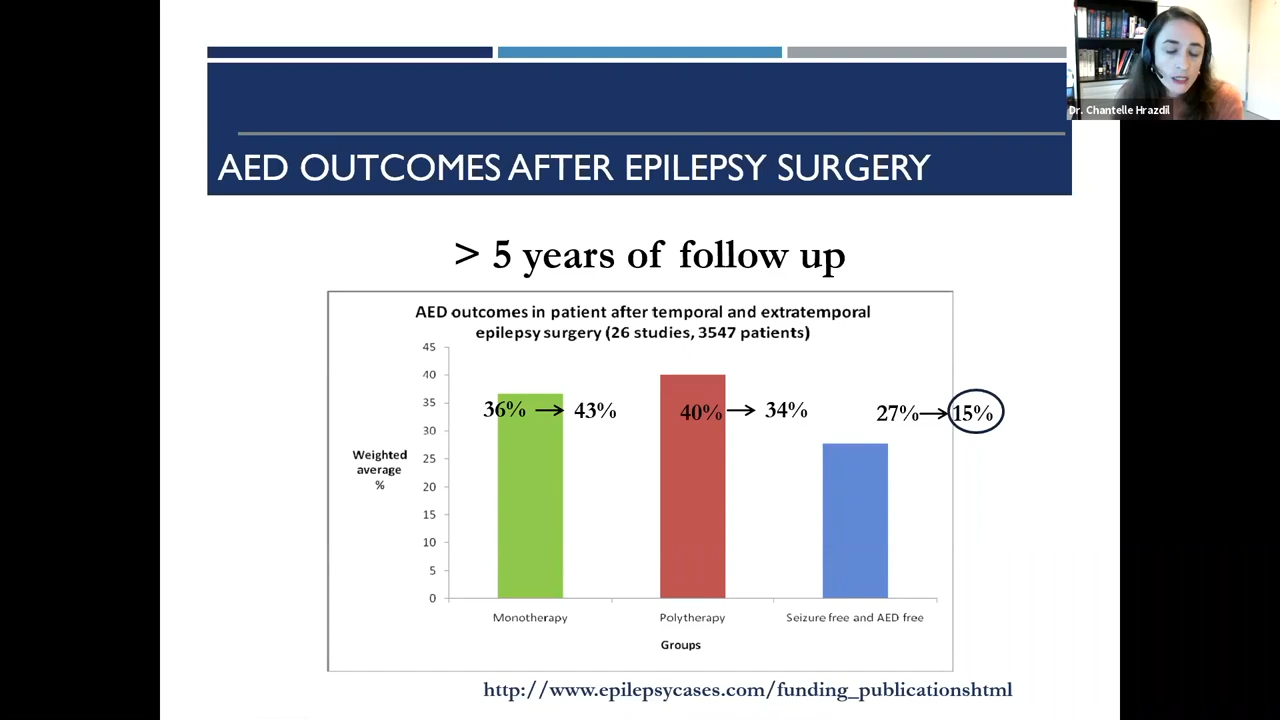 Dr. Chantelle Hrazdil
AED OUTCOMES AFTER EPILEPSY SURGERY
> 5 years of follow up
AED outcomes in patient after temporal and extratemporal
epilepsy surgery (26 studies, 3547 patients)
45
40
35
30
25
20
15
10
5
0
Weighted
average
%
36% → 43%
40% → 34%
27% → 15%
Monotherapy
Polytherapy
Seizure free and AED free
Groups
http://www.epilepsycases.com/funding_publicationshtml